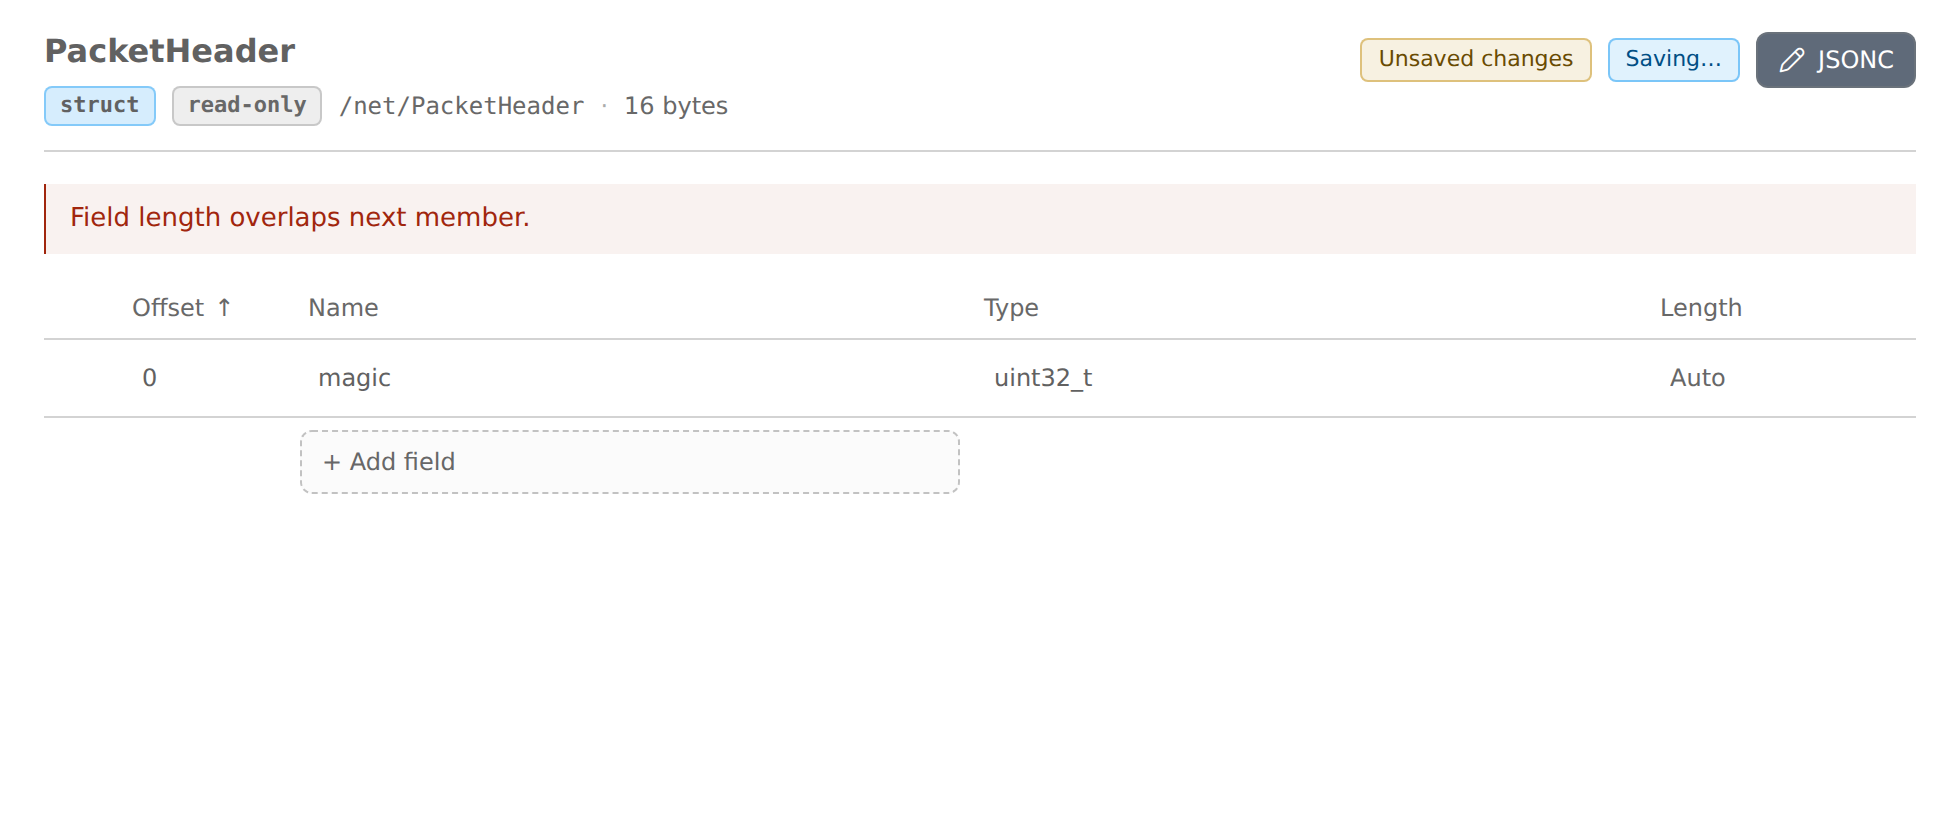 PacketHeader
Unsaved changes
Saving…
JSONC
struct read-only /net/PacketHeader · 16 bytes
Field length overlaps next member.
Offset ↑ Name Type Length
0 magic uint32_t Auto
+ Add field